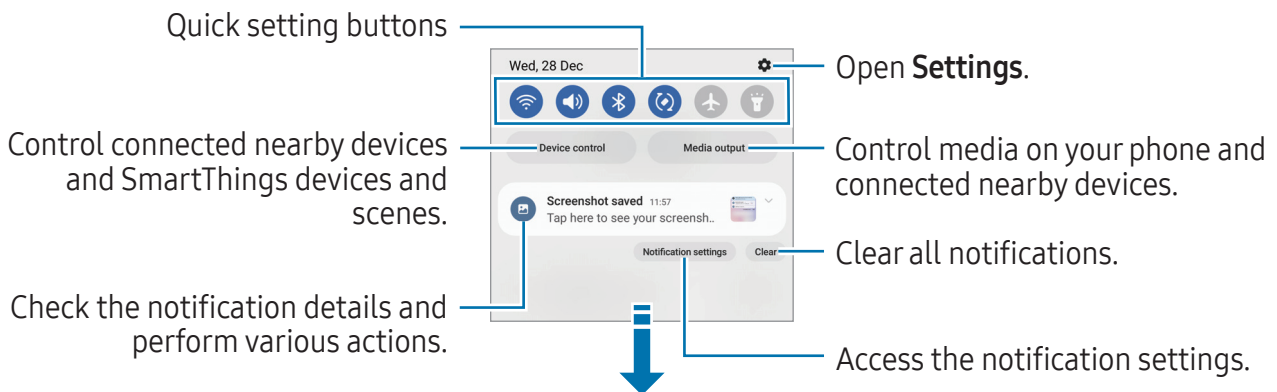 Quick setting buttons
Wed, 28 Dec
Open Settings.
Control connected nearby devices
and SmartThings devices and
scenes.
Device control
Media output
Control media on your phone and
connected nearby devices.
Screenshot saved 11:57
Tap here to see your screensh..
Notification settings
Clear
Clear all notifications.
Check the notification details and
perform various actions.
Access the notification settings.